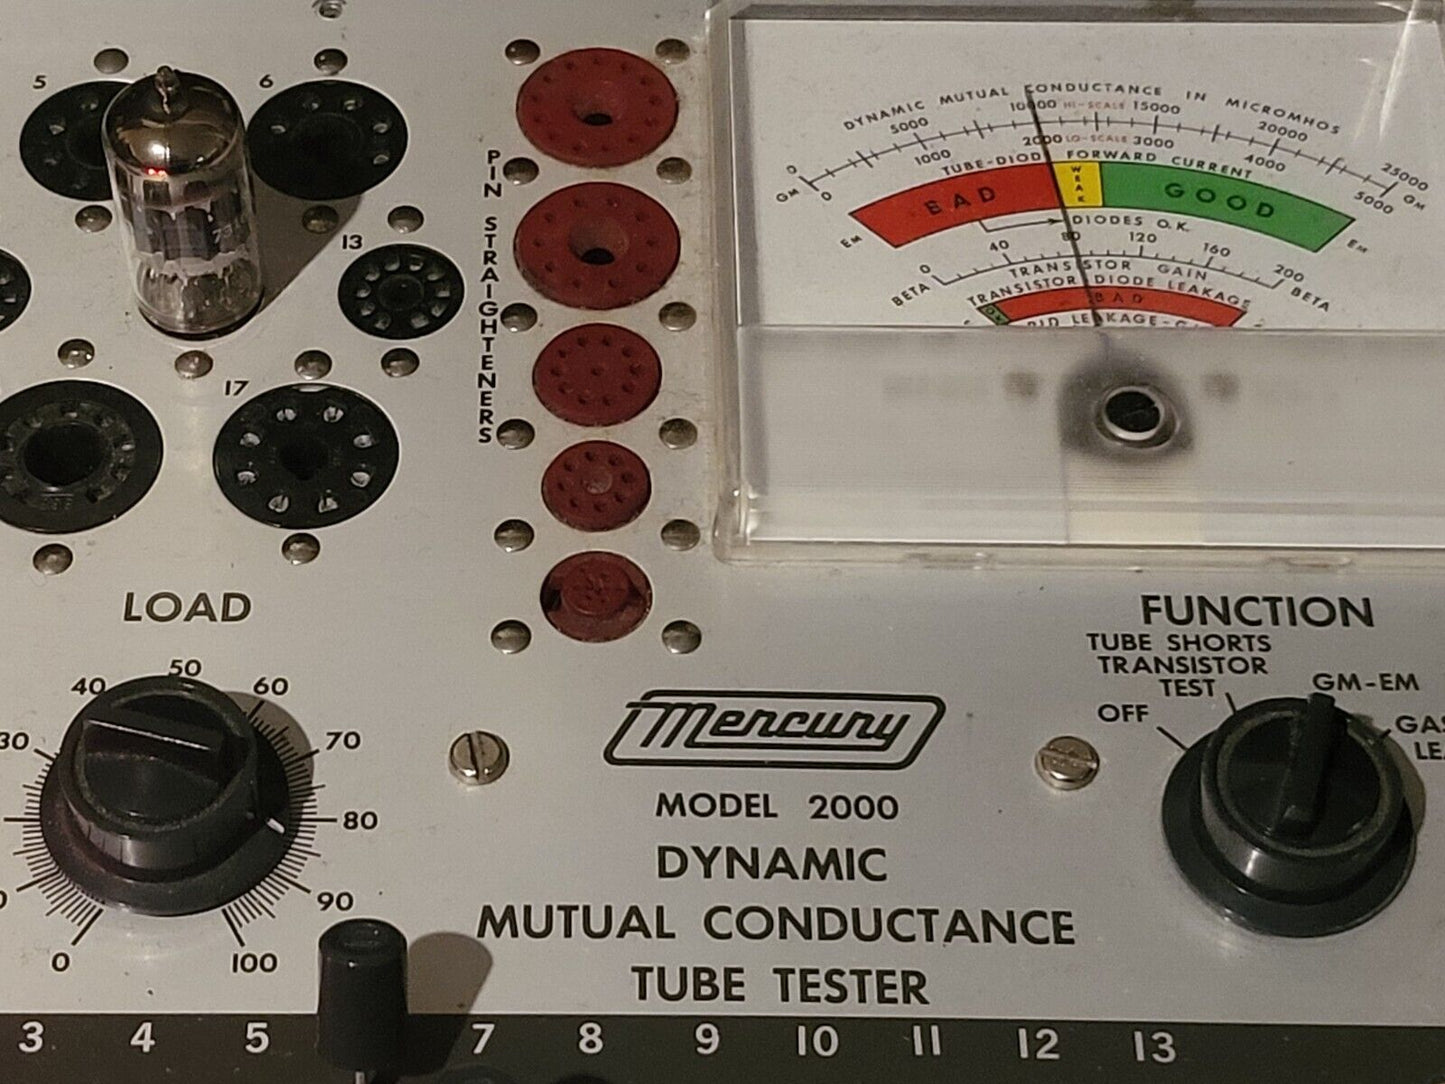 5
6
13
17
PIN STRAIGHTENERS
DYNAMIC MUTUAL CONDUCTANCE IN MICROMHOS
0 5000 10000 HI-SCALE 15000 20000 25000
GM GM
0 1000 2000 LO-SCALE 3000 4000 5000
TUBE-DIODE FORWARD CURRENT
BAD WEAK GOOD
EM EM
DIODES O.K.
0 40 80 120 160 200
BETA TRANSISTOR GAIN BETA
TRANSISTOR DIODE LEAKAGE
BAD
LEAKAGE-
LOAD
0 30 40 50 60 70 80 90 100
FUNCTION
TUBE SHORTS
TRANSISTOR
TEST
OFF
GM-EM
Mercury
MODEL 2000
DYNAMIC
MUTUAL CONDUCTANCE
TUBE TESTER
3 4 5 7 8 9 10 11 12 13